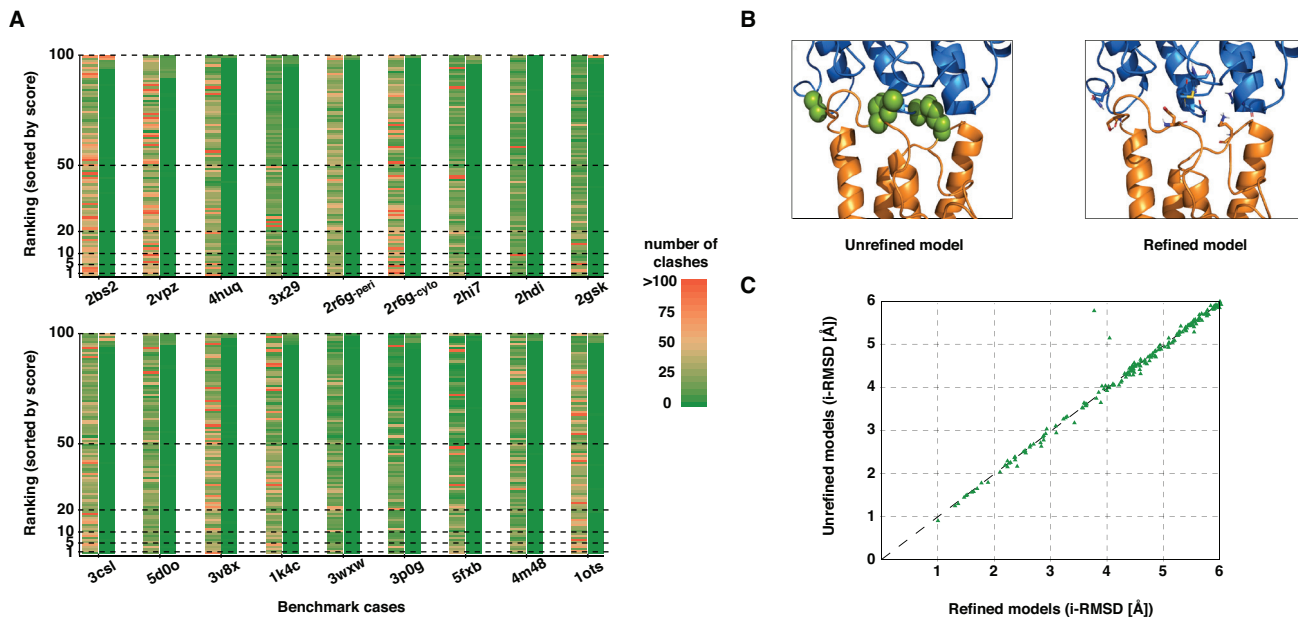 A
Ranking (sorted by score)
100
50
20
10
5
1
2bs2 2vpz 4huq 3x29 2r6g-peri 2r6g-cyto 2hi7 2hdi 2gsk
Ranking (sorted by score)
100
50
20
10
5
1
3csl 5d0o 3v8x 1k4c 3wxw 3p0g 5fxb 4m48 1ots
Benchmark cases
number of
clashes
>100
75
50
25
0
B
Unrefined model
Refined model
C
Unrefined models (i-RMSD [Å])
6
5
4
3
2
1
0
1 2 3 4 5 6
Refined models (i-RMSD [Å])